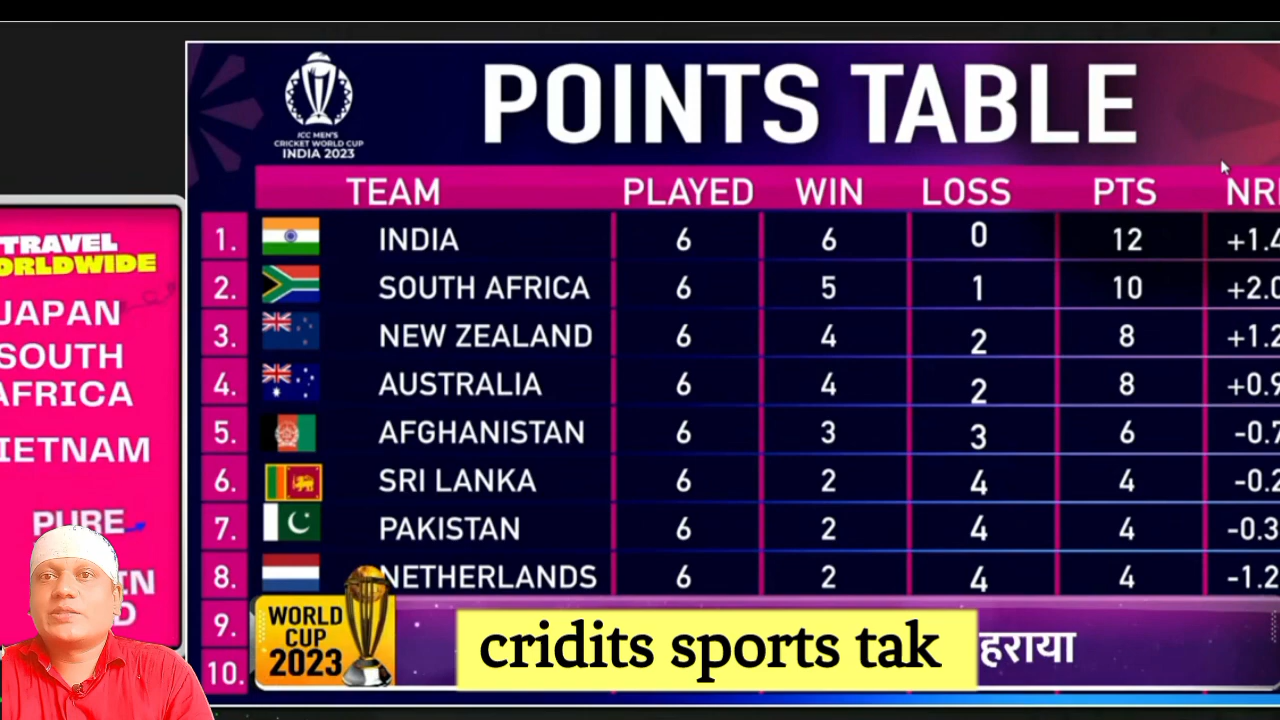 POINTS TABLE
ICC MEN'S
CRICKET WORLD CUP
INDIA 2023
TEAM PLAYED WIN LOSS PTS
1. INDIA 6 6 0 12 +1.4
2. SOUTH AFRICA 6 5 1 10 +2.0
3. NEW ZEALAND 6 4 2 8 +1.2
4. AUSTRALIA 6 4 2 8 +0.9
5. AFGHANISTAN 6 3 3 6 -0.7
6. SRI LANKA 6 2 4 4 -0.2
7. PAKISTAN 6 2 4 4 -0.3
8. NETHERLANDS 6 2 4 4 -1.2
9.
10.
TRAVEL
ORLDWIDE
JAPAN
SOUTH
AFRICA
IETNAM
PURE
WORLD
CUP
2023
cridits sports tak
हराया